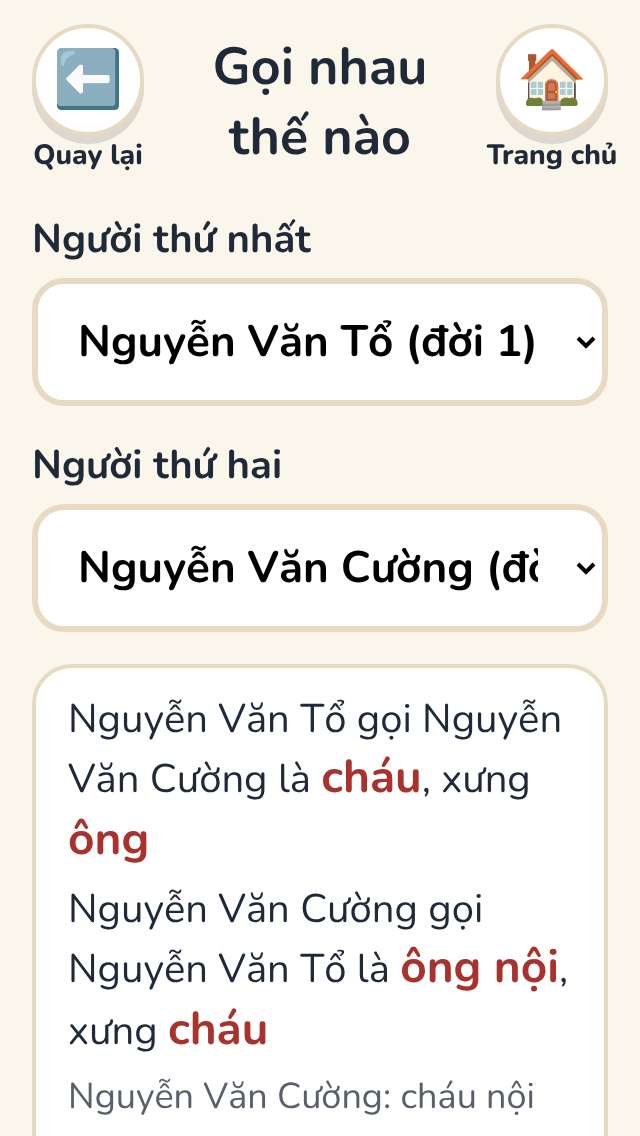 Gọi nhau
thế nào
Quay lại
Trang chủ
Người thứ nhất
Nguyễn Văn Tổ (đời 1)
Người thứ hai
Nguyễn Văn Cường (đờ
Nguyễn Văn Tổ gọi Nguyễn
Văn Cường là cháu, xưng
ông
Nguyễn Văn Cường gọi
Nguyễn Văn Tổ là ông nội,
xưng cháu
Nguyễn Văn Cường: cháu nội